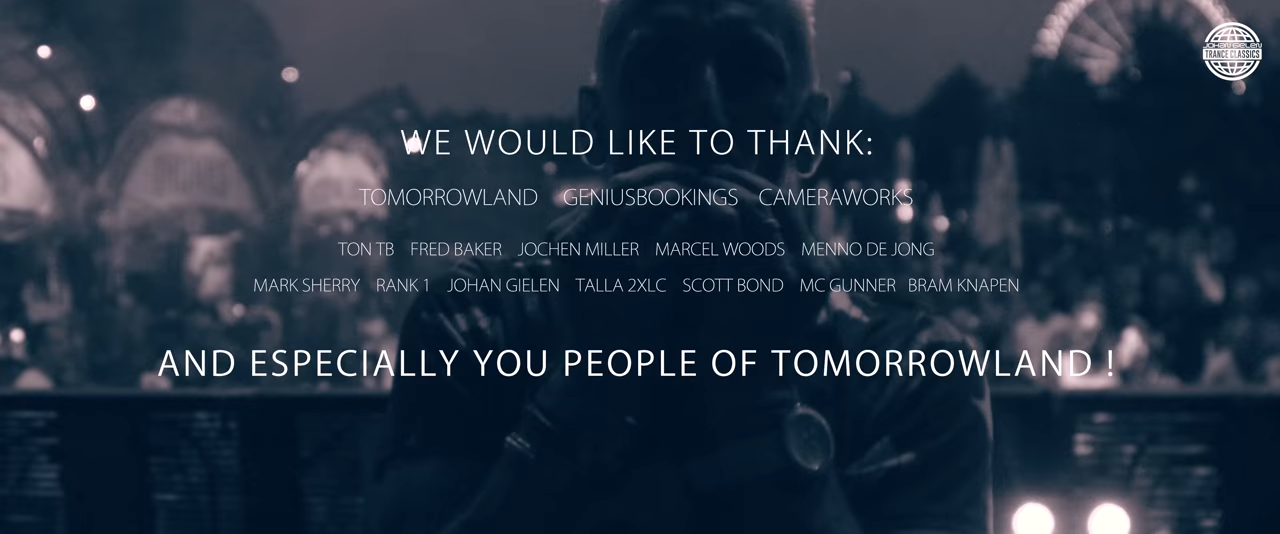 JOHAN GIELEN
TRANCE CLASSICS
WE WOULD LIKE TO THANK:
TOMORROWLAND GENIUSBOOKINGS CAMERAWORKS
TON TB FRED BAKER JOCHEN MILLER MARCEL WOODS MENNO DE JONG
MARK SHERRY RANK 1 JOHAN GIELEN TALLA 2XLC SCOTT BOND MC GUNNER BRAM KNAPEN
AND ESPECIALLY YOU PEOPLE OF TOMORROWLAND !